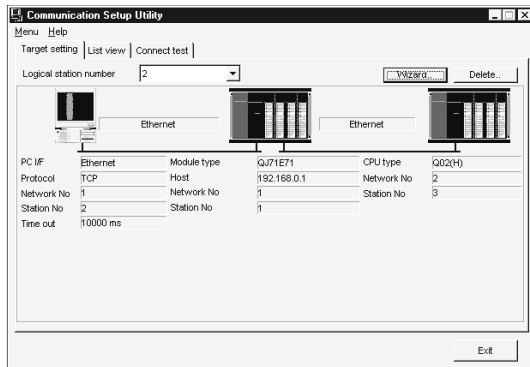 Communication Setup Utility
Menu Help
Target setting List view Connect test
Logical station number 2 Wizard... Delete..
Ethernet Ethernet
PC I/F Ethernet Module type QJ71E71 CPU type Q02(H)
Protocol TCP Host 192.168.0.1 Network No 2
Network No 1 Network No 1 Station No 3
Station No 2 Station No 1
Time out 10000 ms
Exit